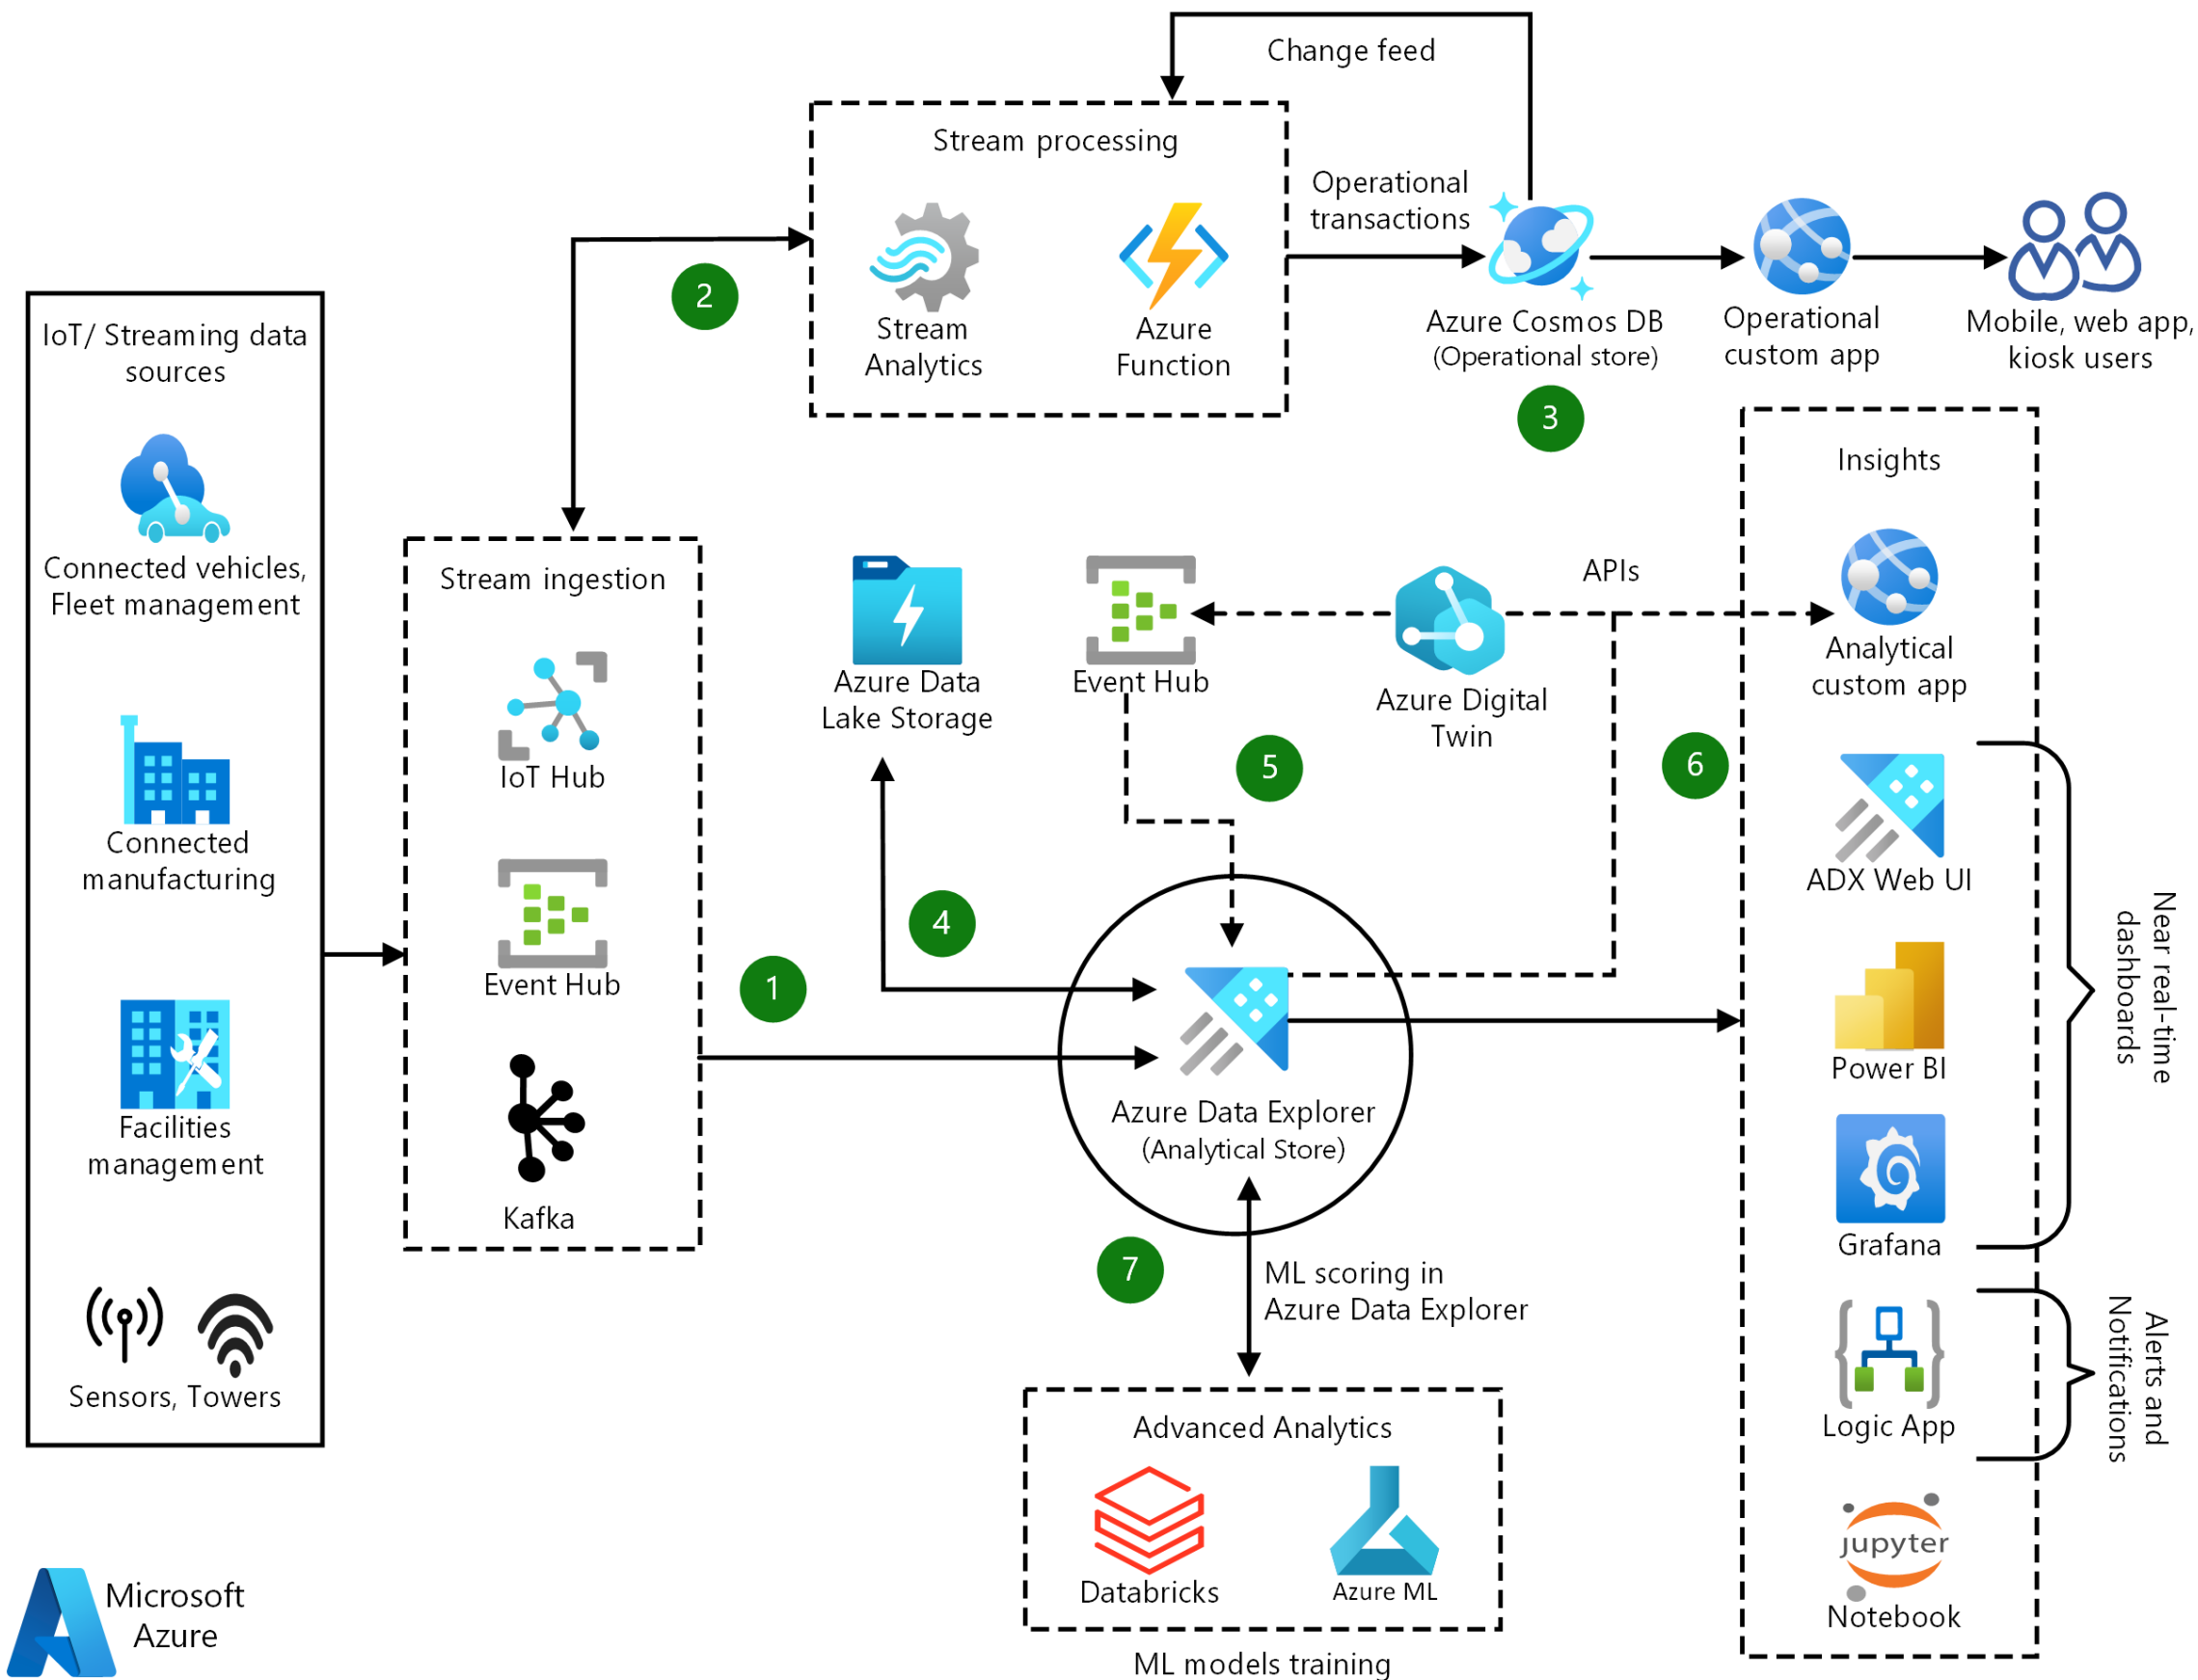 Change feed
Stream processing
Operational
transactions
Stream
Analytics
Azure
Function
2
Azure Cosmos DB
(Operational store)
3
Operational
custom app
Mobile, web app,
kiosk users
IoT/ Streaming data
sources
Connected vehicles,
Fleet management
Connected
manufacturing
Facilities
management
Sensors, Towers
Stream ingestion
IoT Hub
Event Hub
Kafka
1
Azure Data
Lake Storage
4
Event Hub
5
Azure Digital
Twin
APIs
6
Azure Data Explorer
(Analytical Store)
7
ML scoring in
Azure Data Explorer
Advanced Analytics
Databricks
Azure ML
ML models training
Insights
Analytical
custom app
ADX Web UI
Power BI
Grafana
Near real-time
dashboards
Logic App
Alerts and
Notifications
jupyter
Notebook
Microsoft
Azure